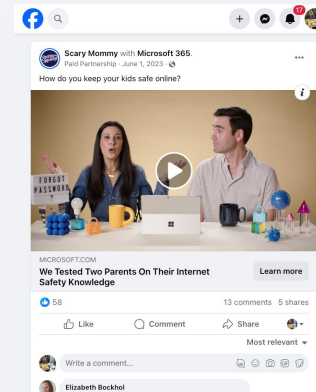 17
Scary Mommy with Microsoft 365.
Paid Partnership · June 1, 2023 ·
How do you keep your kids safe online?
i
FORGOT
PASSWORD
MICROSOFT.COM
We Tested Two Parents On Their Internet
Safety Knowledge
Learn more
58
13 comments 5 shares
Like
Comment
Share
Most relevant
Write a comment...
GIF
Elizabeth Bockhol